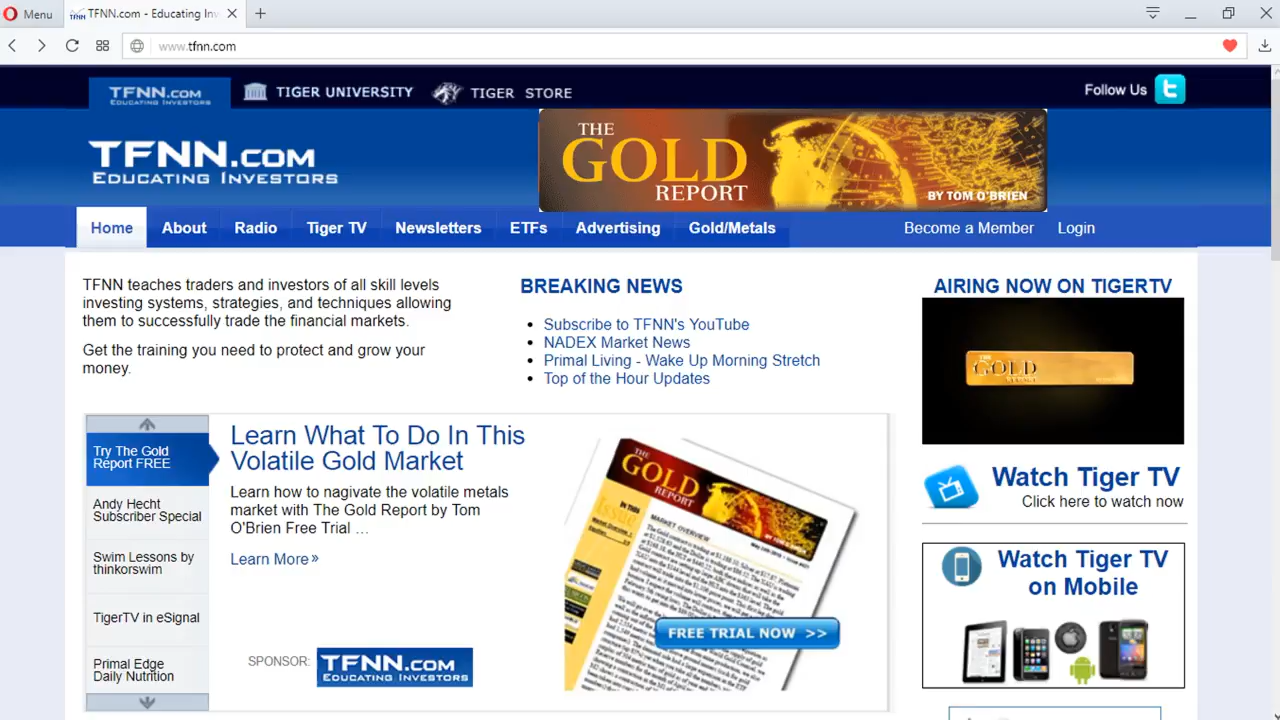 Menu
TFNN.com - Educating Inv
www.tfnn.com
TFNN.COM
EDUCATING INVESTORS
TIGER UNIVERSITY
TIGER STORE
Follow Us
TFNN.COM
EDUCATING INVESTORS
THE
GOLD
REPORT
BY TOM O'BRIEN
Home
About
Radio
Tiger TV
Newsletters
ETFs
Advertising
Gold/Metals
Become a Member
Login
TFNN teaches traders and investors of all skill levels
investing systems, strategies, and techniques allowing
them to successfully trade the financial markets.
Get the training you need to protect and grow your
money.
BREAKING NEWS
Subscribe to TFNN's YouTube
NADEX Market News
Primal Living - Wake Up Morning Stretch
Top of the Hour Updates
AIRING NOW ON TIGERTV
THE
GOLD
REPORT
Watch Tiger TV
Click here to watch now
Watch Tiger TV
on Mobile
Try The Gold
Report FREE
Andy Hecht
Subscriber Special
Swim Lessons by
thinkorswim
TigerTV in eSignal
Primal Edge
Daily Nutrition
Learn What To Do In This
Volatile Gold Market
Learn how to nagivate the volatile metals
market with The Gold Report by Tom
O'Brien Free Trial ...
Learn More »
SPONSOR:
TFNN.COM
EDUCATING INVESTORS
THE
GOLD
REPORT
BY TOM O'BRIEN
MARKET OVERVIEW
FREE TRIAL NOW >>